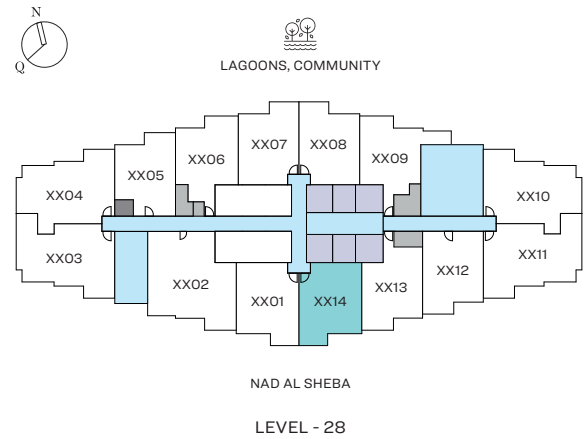 N
Q
LAGOONS, COMMUNITY
XX07
XX08
XX06
XX09
XX05
XX04
XX10
XX03
XX11
XX02
XX12
XX01
XX14
XX13
NAD AL SHEBA
LEVEL - 28